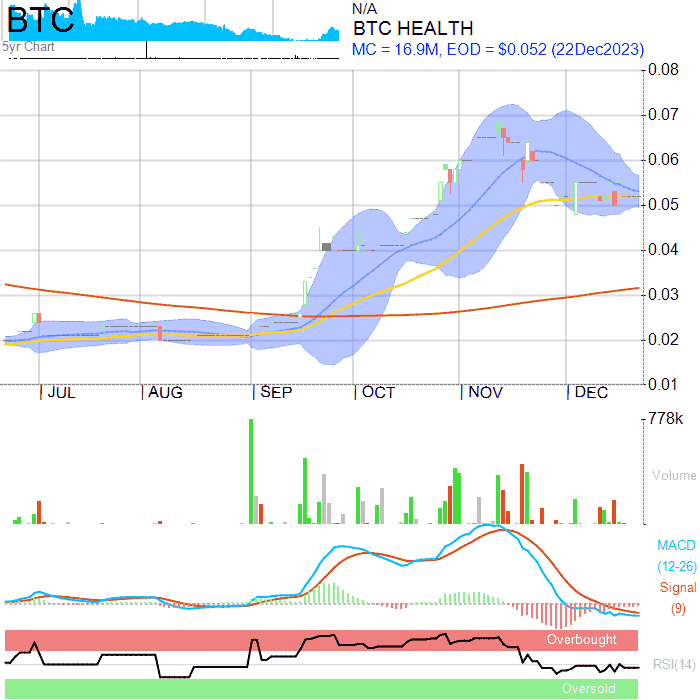 BTC
5yr Chart
N/A
BTC HEALTH
MC = 16.9M, EOD = $0.052 (22Dec2023)
0.08
0.07
0.06
0.05
0.04
0.03
0.02
0.01
JUL AUG SEP OCT NOV DEC
778k
Volume
MACD
(12-26)
Signal
(9)
Overbought
RSI(14)
Oversold